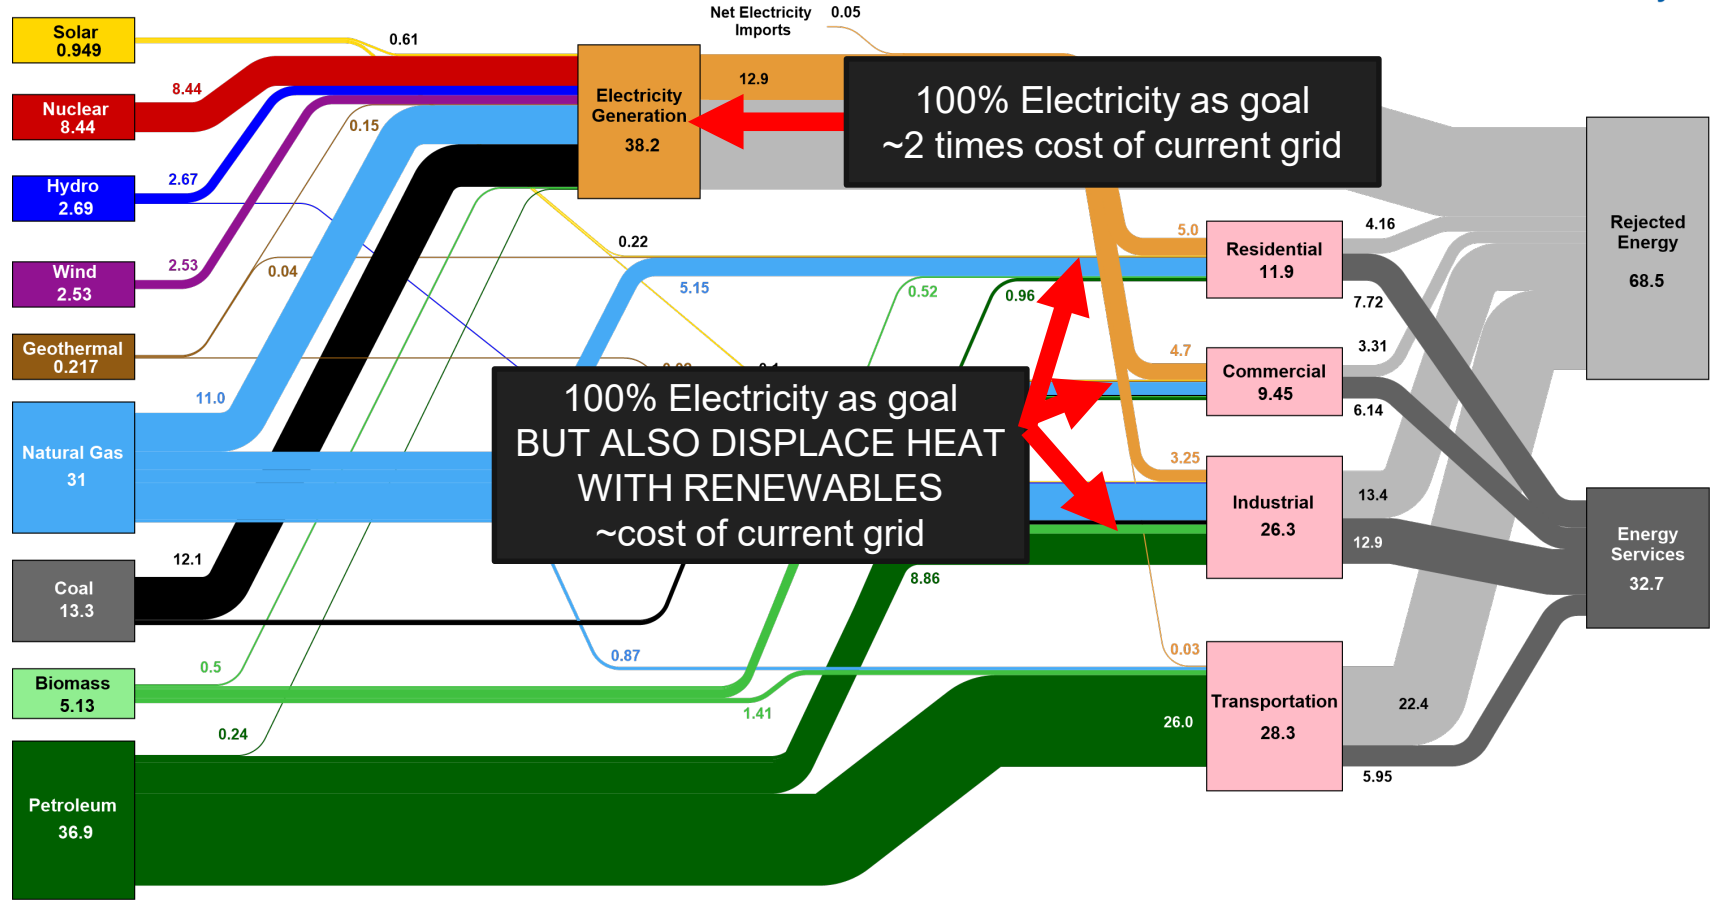 Net Electricity
Imports
0.05
Solar
0.949
0.61
Nuclear
8.44
8.44
Electricity
Generation
38.2
12.9
100% Electricity as goal
~2 times cost of current grid
0.15
Hydro
2.69
2.67
Wind
2.53
2.53
0.04
0.22
5.15
0.52
0.96
5.0
Residential
11.9
4.16
7.72
Rejected
Energy
68.5
Geothermal
0.217
4.7
Commercial
9.45
3.31
6.14
11.0
Natural Gas
31
100% Electricity as goal
BUT ALSO DISPLACE HEAT
WITH RENEWABLES
~cost of current grid
3.25
Industrial
26.3
13.4
12.9
Energy
Services
32.7
12.1
Coal
13.3
8.86
0.87
0.5
Biomass
5.13
1.41
0.03
Transportation
28.3
26.0
22.4
5.95
0.24
Petroleum
36.9